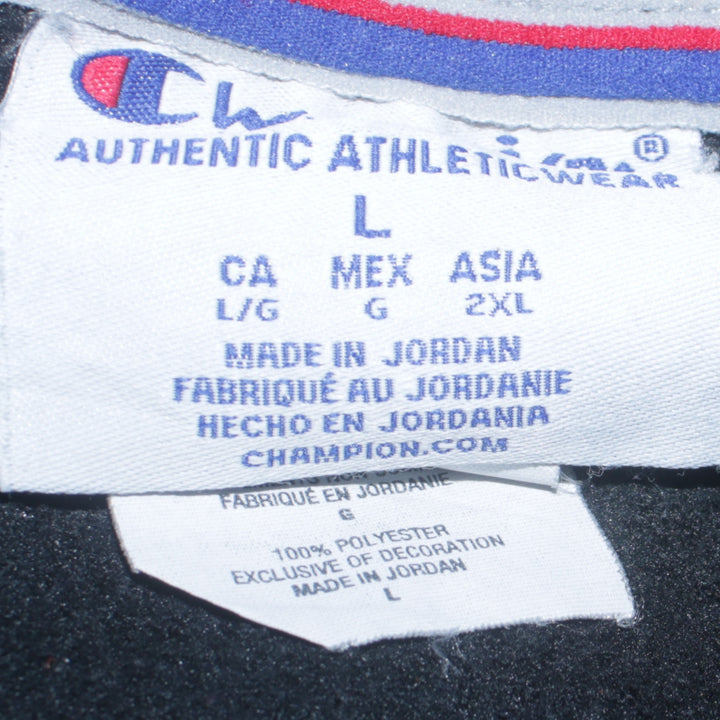 Ch
AUTHENTIC ATHLETICWEAR ®
L
CA MEX ASIA
L/G G 2XL
MADE IN JORDAN
FABRIQUÉ AU JORDANIE
HECHO EN JORDANIA
CHAMPION.COM
FABRIQUÉ EN JORDANIE
G
100% POLYESTER
EXCLUSIVE OF DECORATION
MADE IN JORDAN
L